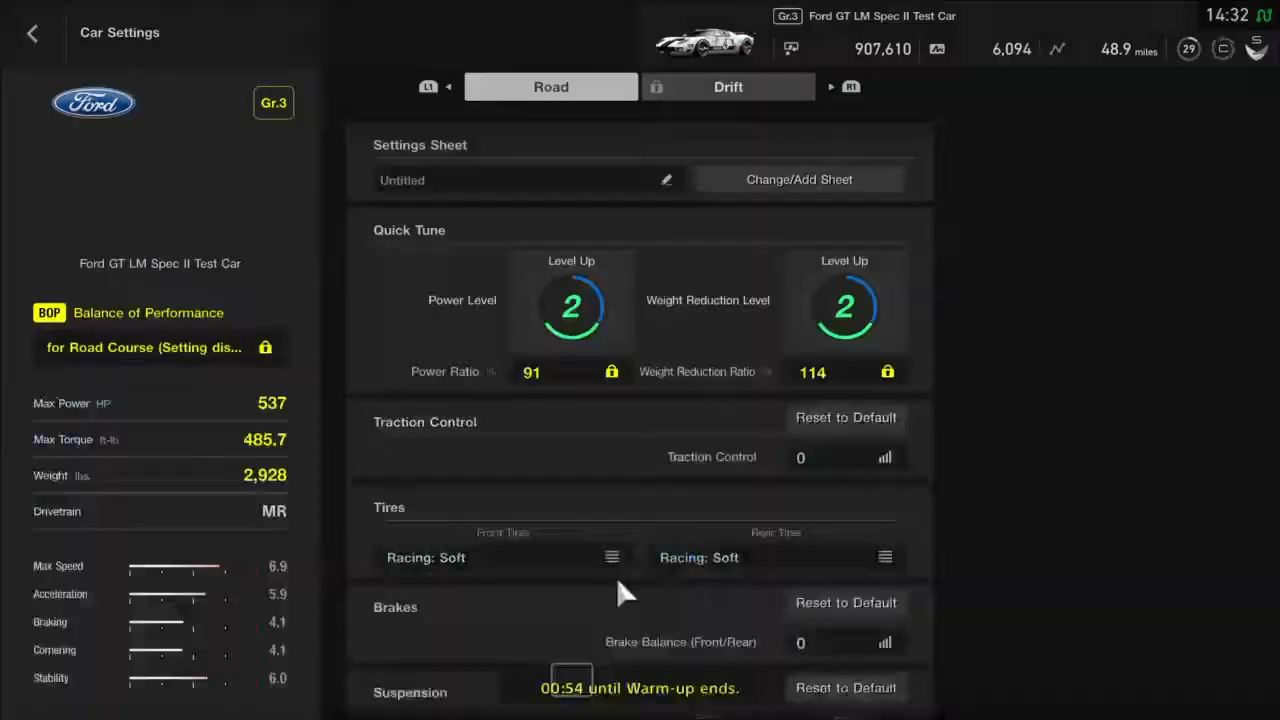 Car Settings
Gr.3 Ford GT LM Spec II Test Car
14:32
907,610 6,094 48.9 miles 29 C S
L1 Road Drift R1
Ford Gr.3
Settings Sheet
Untitled Change/Add Sheet
Quick Tune
Level Up Level Up
Power Level 2 Weight Reduction Level 2
Power Ratio % 91 Weight Reduction Ratio % 114
Ford GT LM Spec II Test Car
BOP Balance of Performance
for Road Course (Setting dis...
Max Power HP 537
Max Torque ft-lb 485.7
Weight lbs. 2,928
Drivetrain MR
Max Speed 6.9
Acceleration 5.9
Braking 4.1
Cornering 4.1
Stability 6.0
Traction Control Reset to Default
Traction Control 0
Tires
Front Tires Rear Tires
Racing: Soft Racing: Soft
Brakes Reset to Default
Brake Balance (Front/Rear) 0
Suspension Reset to Default
00:54 until Warm-up ends.